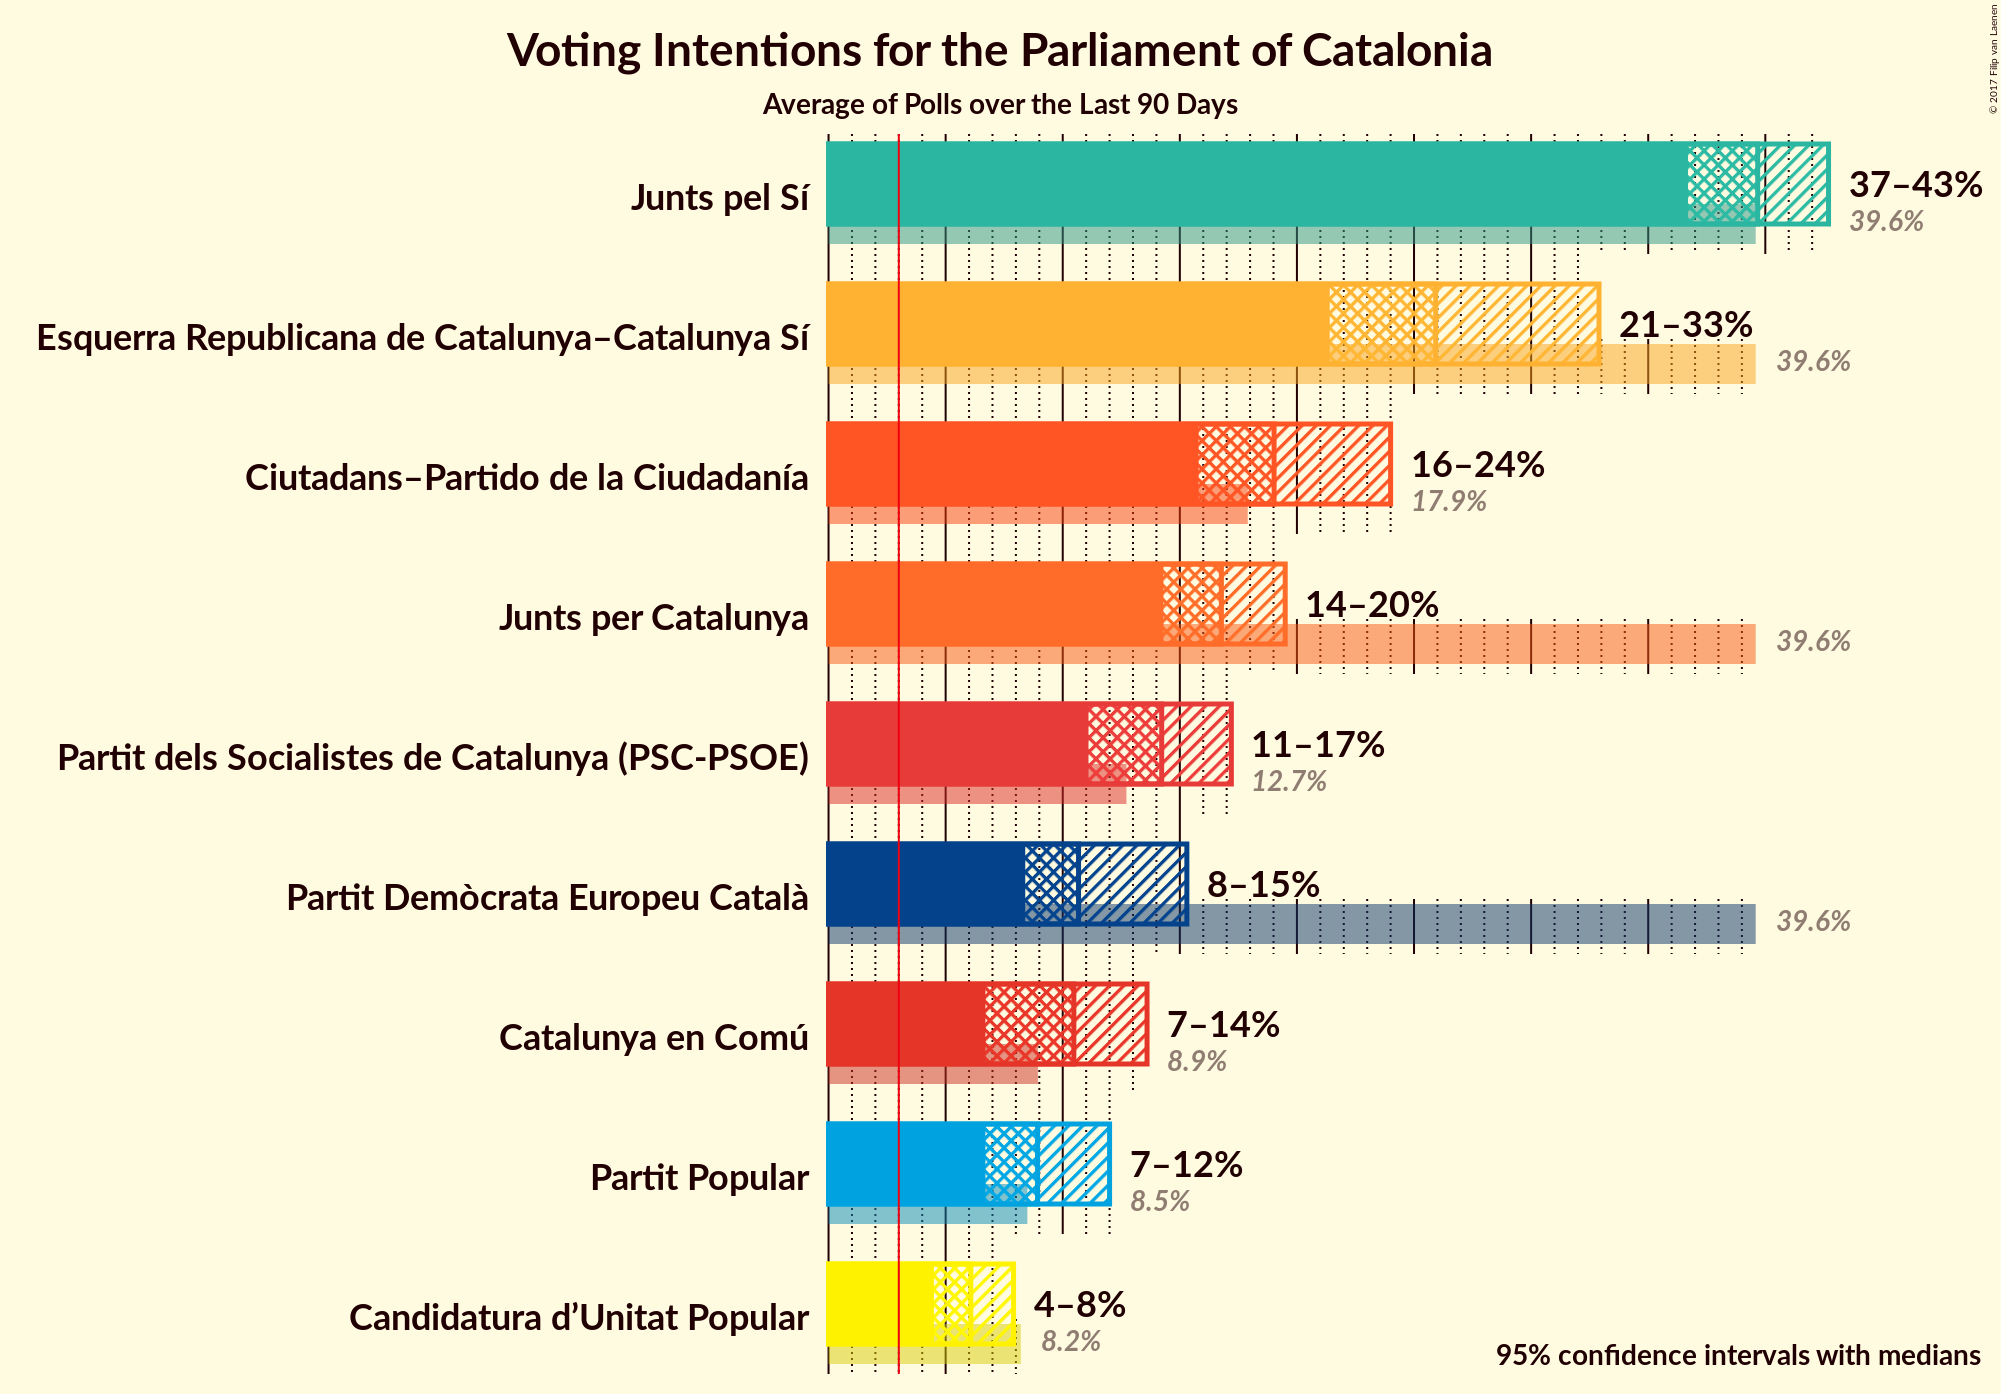 Voting Intentions for the Parliament of Catalonia
Average of Polls over the Last 90 Days
© 2017 Filip van Laenen
Junts pel Sí
37–43%
39.6%
Esquerra Republicana de Catalunya–Catalunya Sí
21–33%
39.6%
Ciutadans–Partido de la Ciudadanía
16–24%
17.9%
Junts per Catalunya
14–20%
39.6%
Partit dels Socialistes de Catalunya (PSC-PSOE)
11–17%
12.7%
Partit Demòcrata Europeu Català
8–15%
39.6%
Catalunya en Comú
7–14%
8.9%
Partit Popular
7–12%
8.5%
Candidatura d’Unitat Popular
4–8%
8.2%
95% confidence intervals with medians